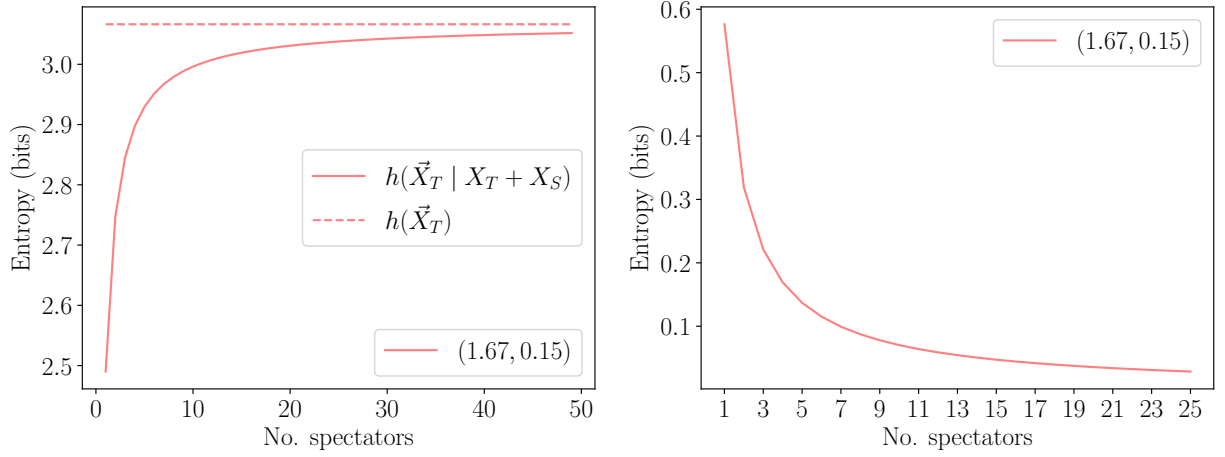 Entropy (bits)
3.0
2.9
2.8
2.7
2.6
2.5
0 10 20 30 40 50
No. spectators
h(X⃗_T | X_T + X_S)
h(X⃗_T)
(1.67, 0.15)
Entropy (bits)
0.6
0.5
0.4
0.3
0.2
0.1
1 3 5 7 9 11 13 15 17 19 21 23 25
No. spectators
(1.67, 0.15)